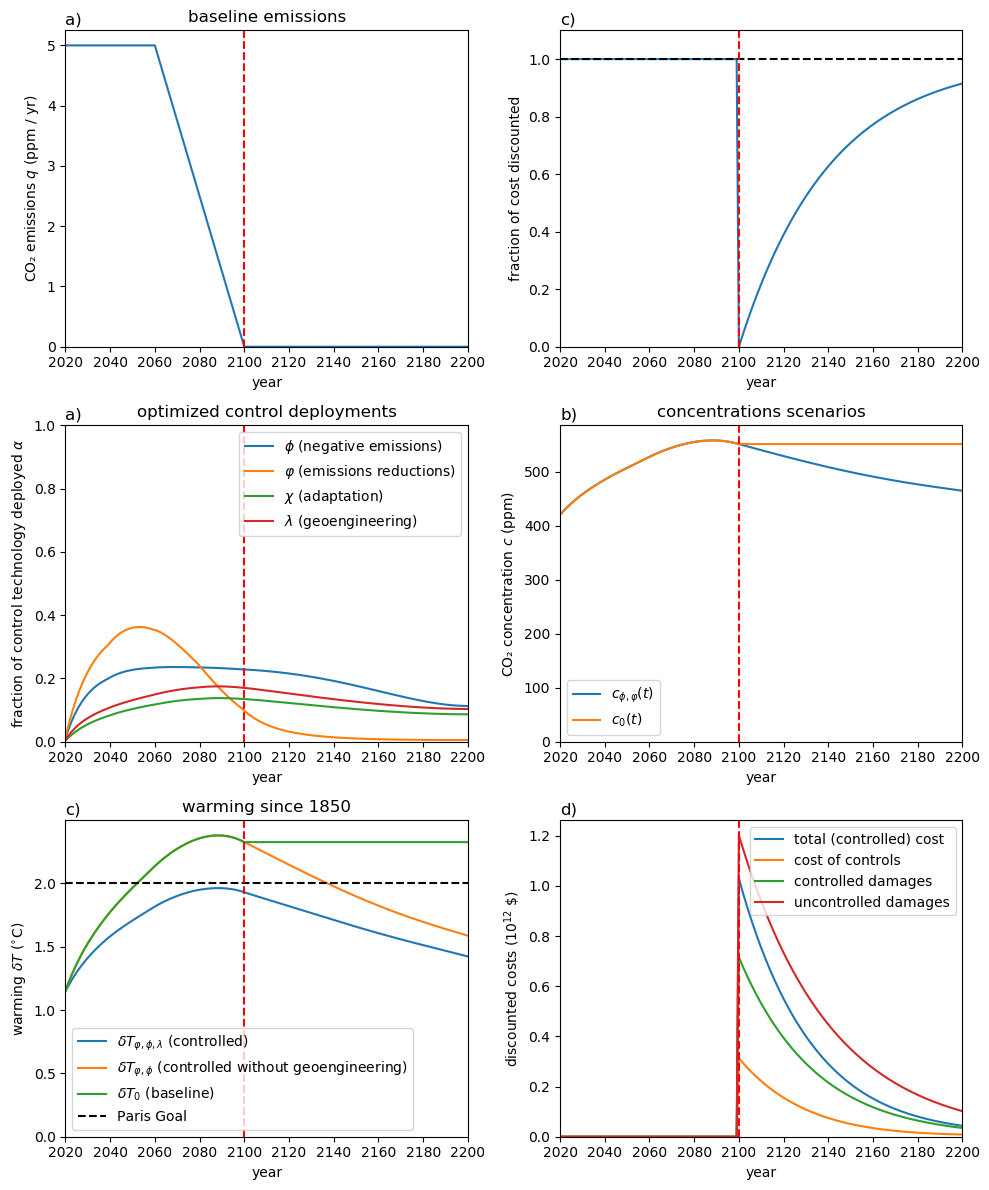 a)
baseline emissions
CO₂ emissions q (ppm / yr)
5
4
3
2
1
0
2020 2040 2060 2080 2100 2120 2140 2160 2180 2200
year
c)
fraction of cost discounted
1.0
0.8
0.6
0.4
0.2
0.0
2020 2040 2060 2080 2100 2120 2140 2160 2180 2200
year
a)
optimized control deployments
fraction of control technology deployed α
1.0
0.8
0.6
0.4
0.2
0.0
ϕ (negative emissions)
φ (emissions reductions)
χ (adaptation)
λ (geoengineering)
2020 2040 2060 2080 2100 2120 2140 2160 2180 2200
year
b)
concentrations scenarios
CO₂ concentration c (ppm)
500
400
300
200
100
0
c_{ϕ,φ}(t)
c₀(t)
2020 2040 2060 2080 2100 2120 2140 2160 2180 2200
year
c)
warming since 1850
warming δT (°C)
2.0
1.5
1.0
0.5
0.0
δT_{φ,ϕ,λ} (controlled)
δT_{φ,ϕ} (controlled without geoengineering)
δT₀ (baseline)
Paris Goal
2020 2040 2060 2080 2100 2120 2140 2160 2180 2200
year
d)
discounted costs (10¹² $)
1.2
1.0
0.8
0.6
0.4
0.2
0.0
total (controlled) cost
cost of controls
controlled damages
uncontrolled damages
2020 2040 2060 2080 2100 2120 2140 2160 2180 2200
year